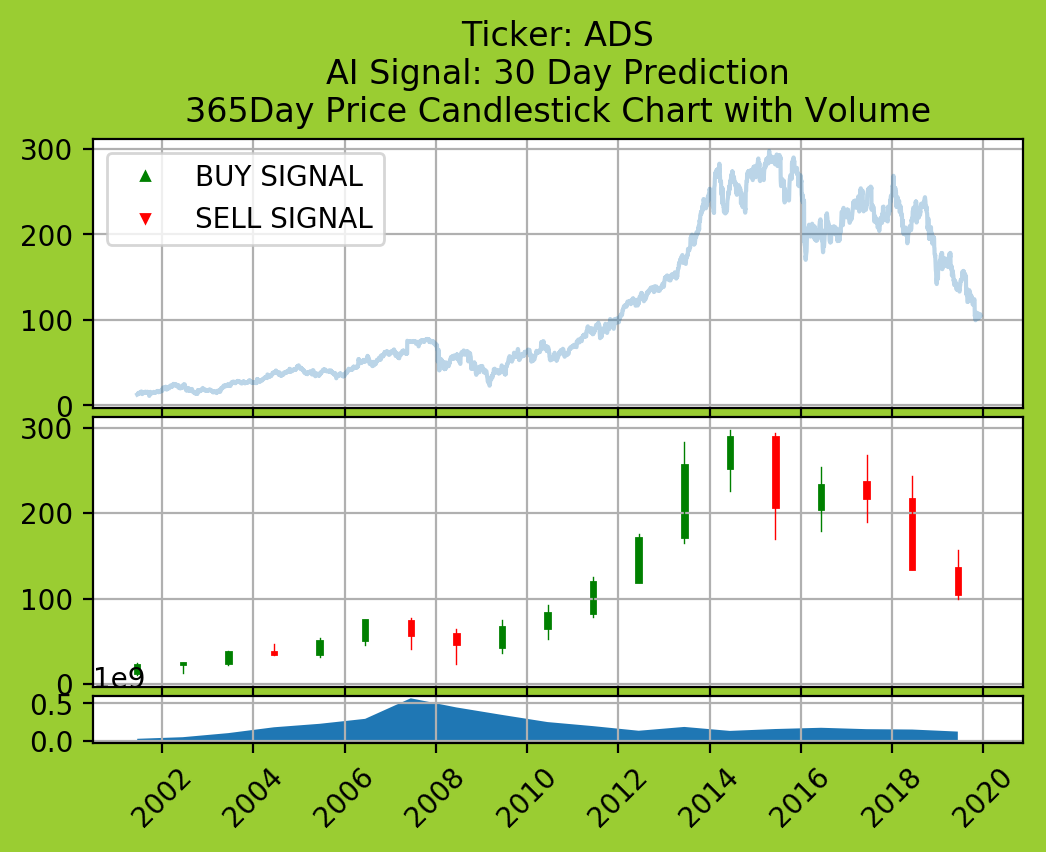 Ticker: ADS
AI Signal: 30 Day Prediction
365Day Price Candlestick Chart with Volume
300
BUY SIGNAL
SELL SIGNAL
200
100
0
300
200
100
0
1e9
0.5
0.0
2002 2004 2006 2008 2010 2012 2014 2016 2018 2020